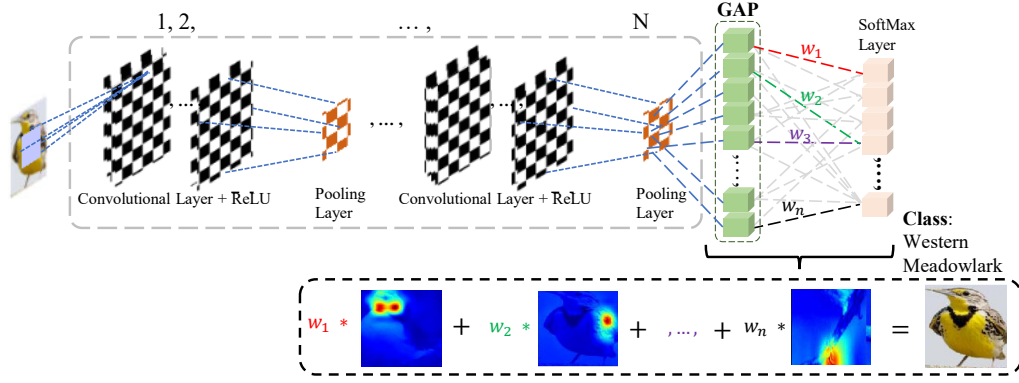 1, 2,
… ,
N
GAP
SoftMax
Layer
w1
w2
w3
wn
, … ,
Convolutional Layer + ReLU
Pooling
Layer
Convolutional Layer + ReLU
Pooling
Layer
Class:
Western
Meadowlark
w1 * + w2 * + , … , + wn * =